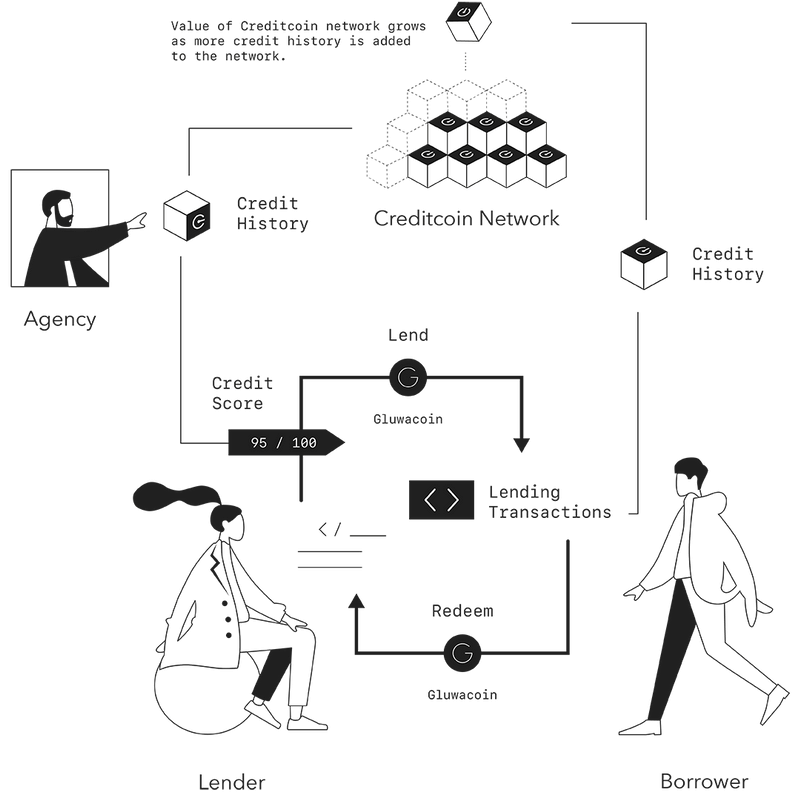 Value of Creditcoin network grows
as more credit history is added
to the network.
Creditcoin Network
Credit
History
Agency
Credit
History
Lend
Gluwacoin
Credit
Score
95 / 100
< >
Lending
Transactions
</
Redeem
Gluwacoin
Lender
Borrower